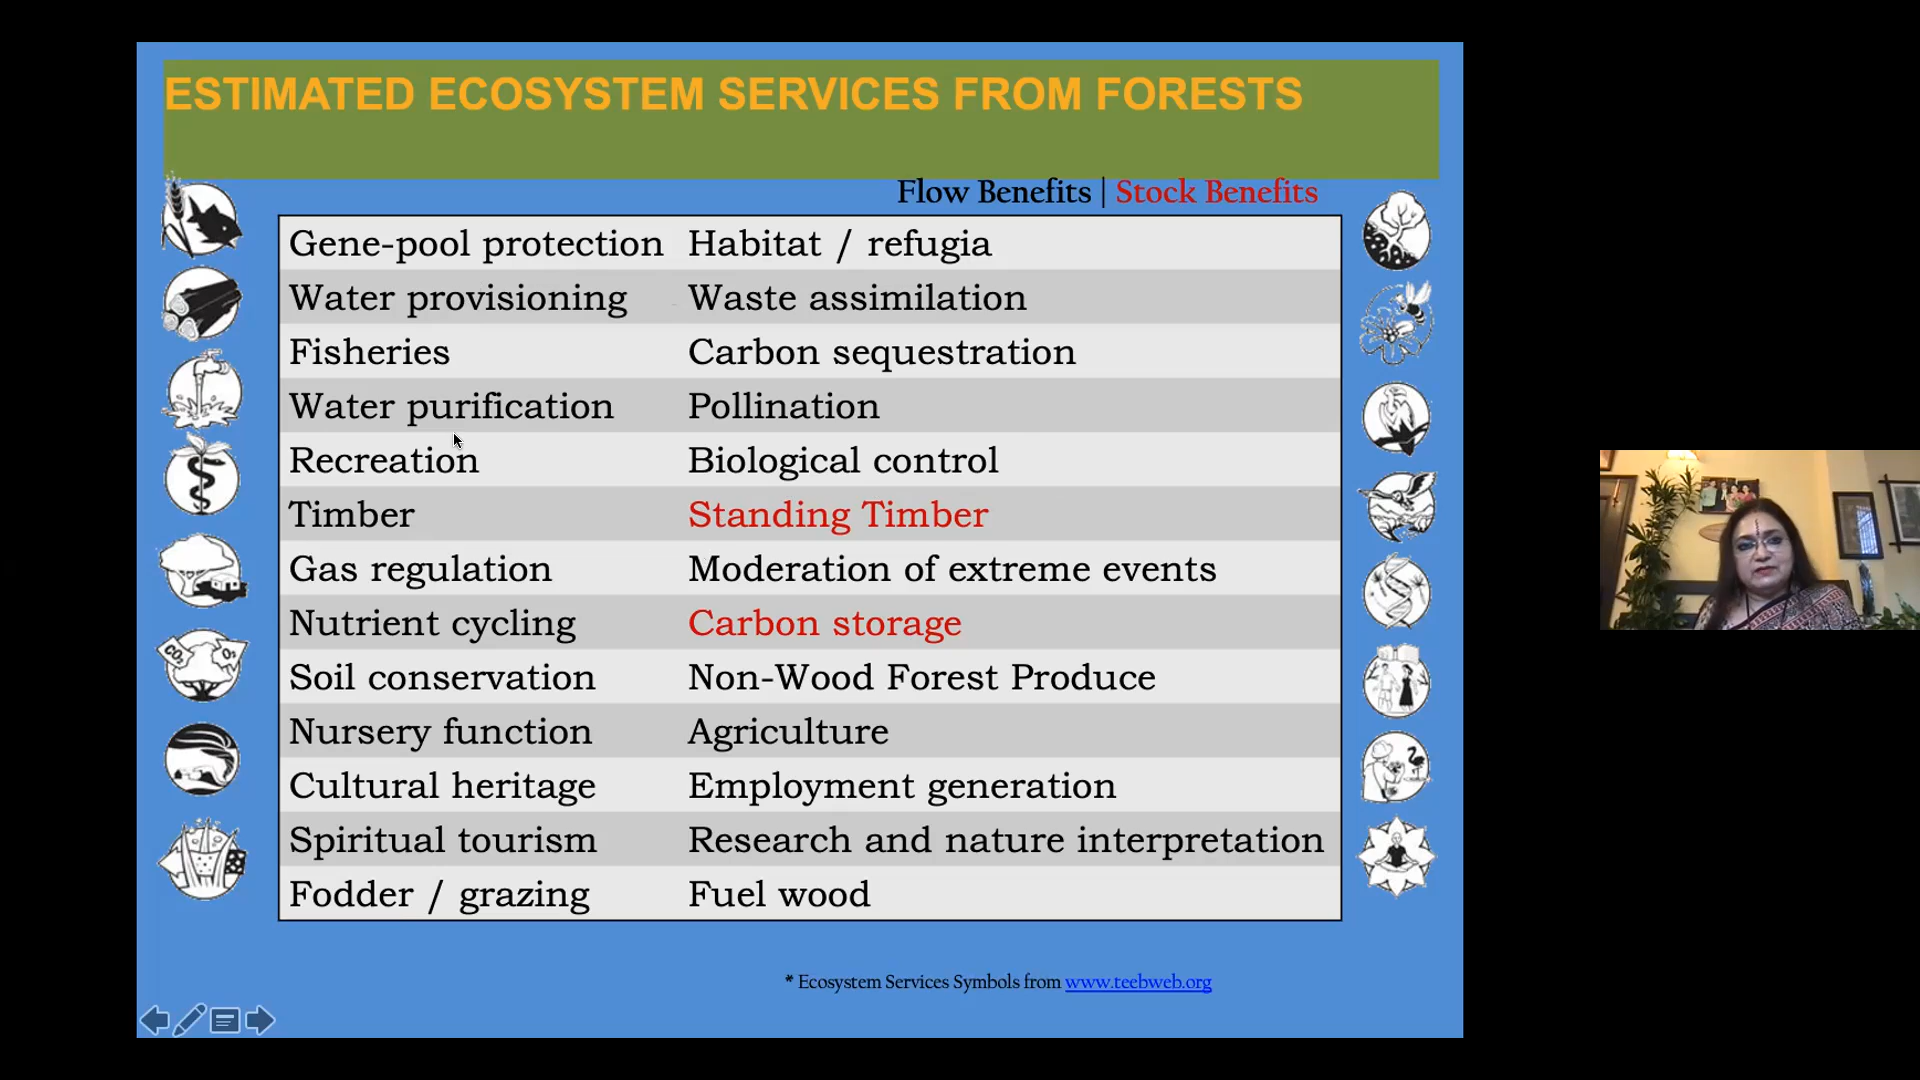 ESTIMATED ECOSYSTEM SERVICES FROM FORESTS
Flow Benefits | Stock Benefits
Gene-pool protection Habitat / refugia
Water provisioning Waste assimilation
Fisheries Carbon sequestration
Water purification Pollination
Recreation Biological control
Timber Standing Timber
Gas regulation Moderation of extreme events
Nutrient cycling Carbon storage
Soil conservation Non-Wood Forest Produce
Nursery function Agriculture
Cultural heritage Employment generation
Spiritual tourism Research and nature interpretation
Fodder / grazing Fuel wood
CO₂ O₂
* Ecosystem Services Symbols from www.teebweb.org